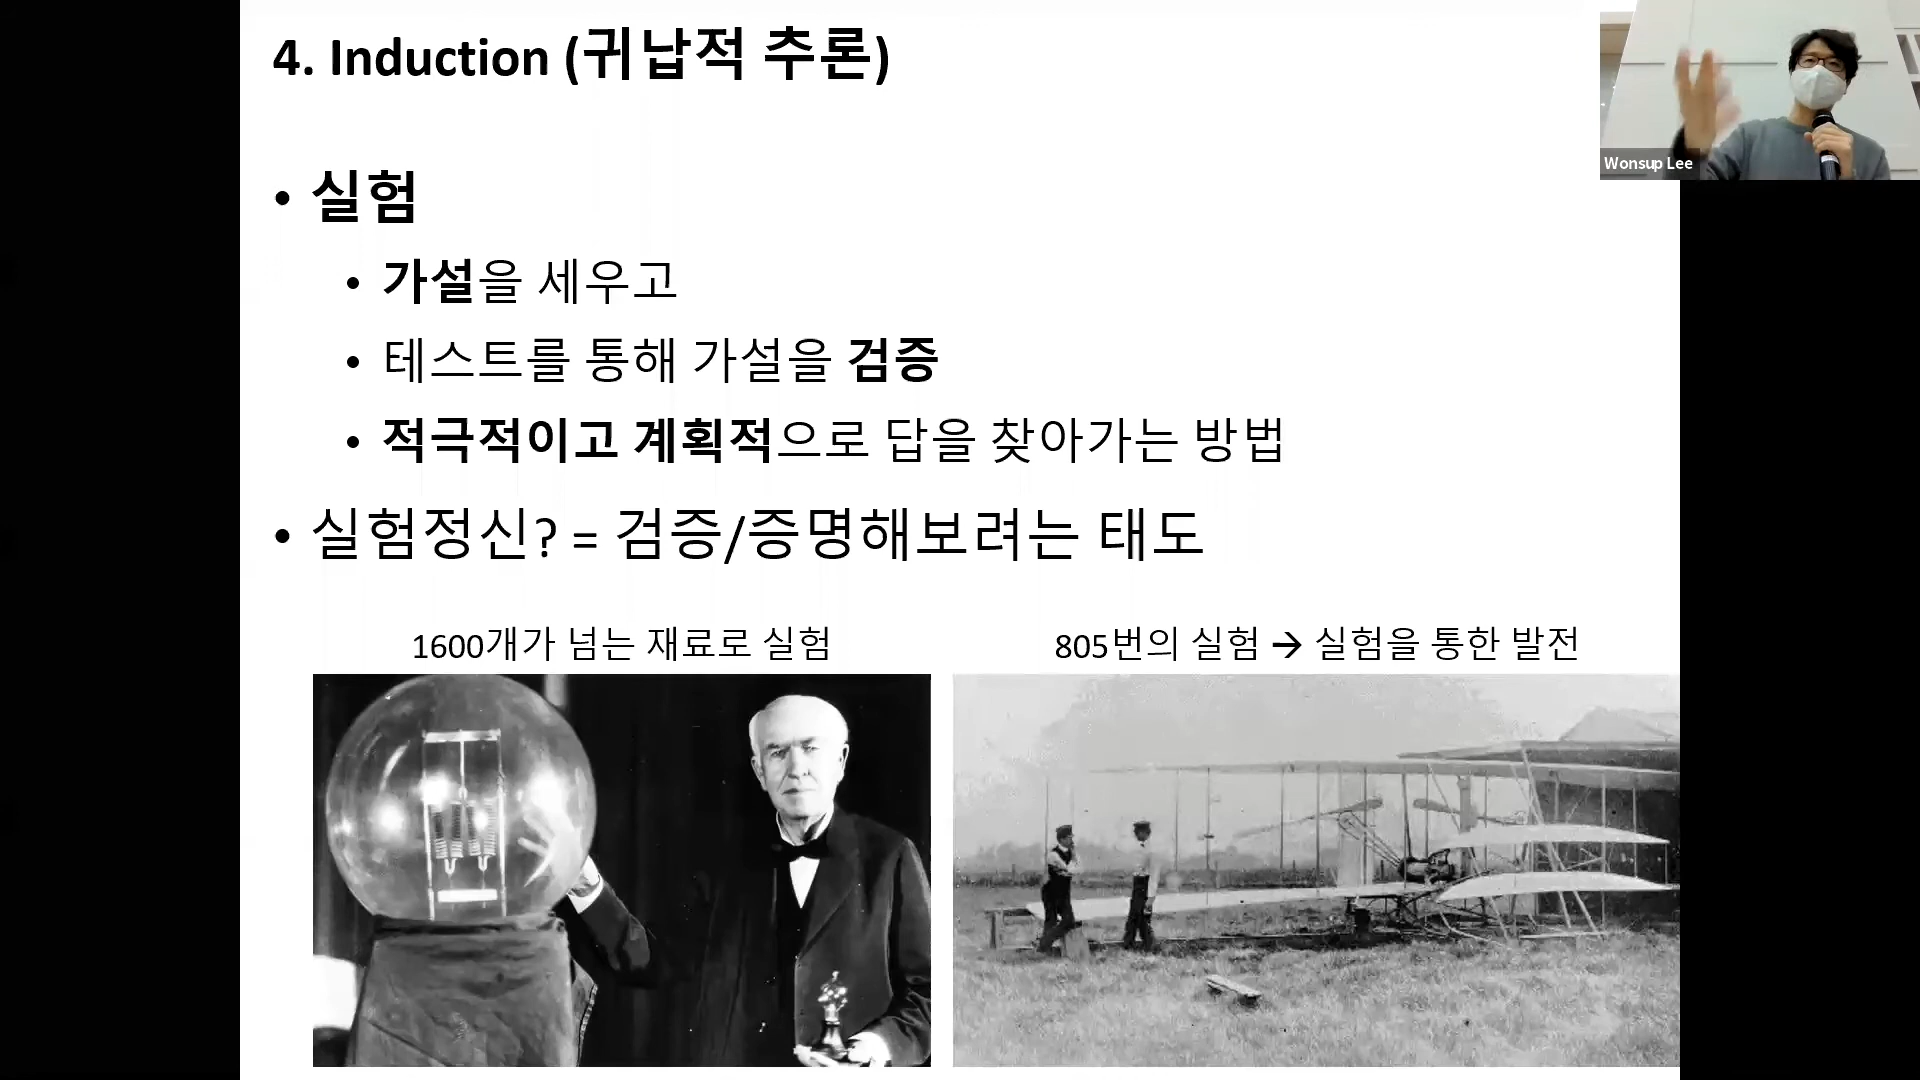 4. Induction (귀납적 추론)
Wonsup Lee
• 실험
• 가설을 세우고
• 테스트를 통해 가설을 검증
• 적극적이고 계획적으로 답을 찾아가는 방법
• 실험정신? = 검증/증명해보려는 태도
1600개가 넘는 재료로 실험
805번의 실험 → 실험을 통한 발전